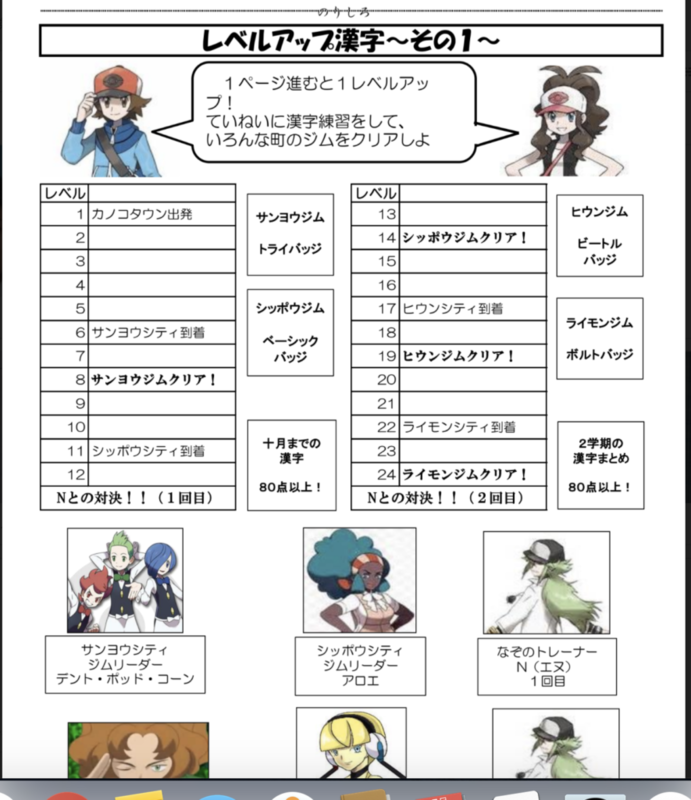 のりしろ
レベルアップ漢字～その1～
1ページ進むと1レベルアッ
プ！
ていねいに漢字練習をして、
いろんな町のジムをクリアしよ
レベル
1 カノコタウン出発
2
3
4
5
6 サンヨウシティ到着
7
8 サンヨウジムクリア！
9
10
11 シッポウシティ到着
12
Nとの対決！！（1回目）
サンヨウジム
トライバッジ
シッポウジム
ベーシック
バッジ
十月までの
漢字
80点以上！
レベル
13
14 シッポウジムクリア！
15
16
17 ヒウンシティ到着
18
19 ヒウンジムクリア！
20
21
22 ライモンシティ到着
23
24 ライモンジムクリア！
Nとの対決！！（2回目）
ヒウンジム
ビートル
バッジ
ライモンジム
ボルトバッジ
2学期の
漢字まとめ
80点以上！
サンヨウシティ
ジムリーダー
デント・ポッド・コーン
シッポウシティ
ジムリーダー
アロエ
なぞのトレーナー
N（エヌ）
1回目